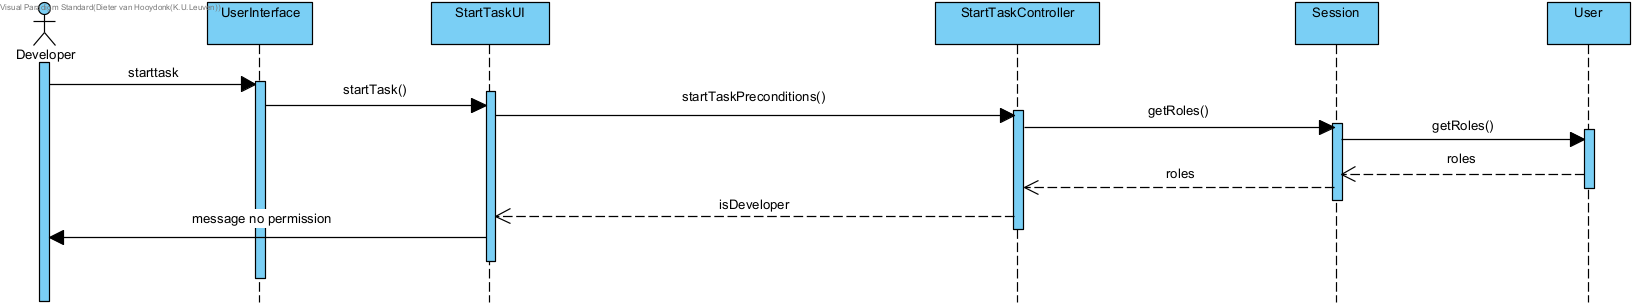 Visual Paradigm Standard(Dieter van Hooydonk(K.U.Leuven))
UserInterface
StartTaskUI
StartTaskController
Session
User
Developer
starttask
startTask()
startTaskPreconditions()
getRoles()
getRoles()
roles
roles
isDeveloper
message no permission